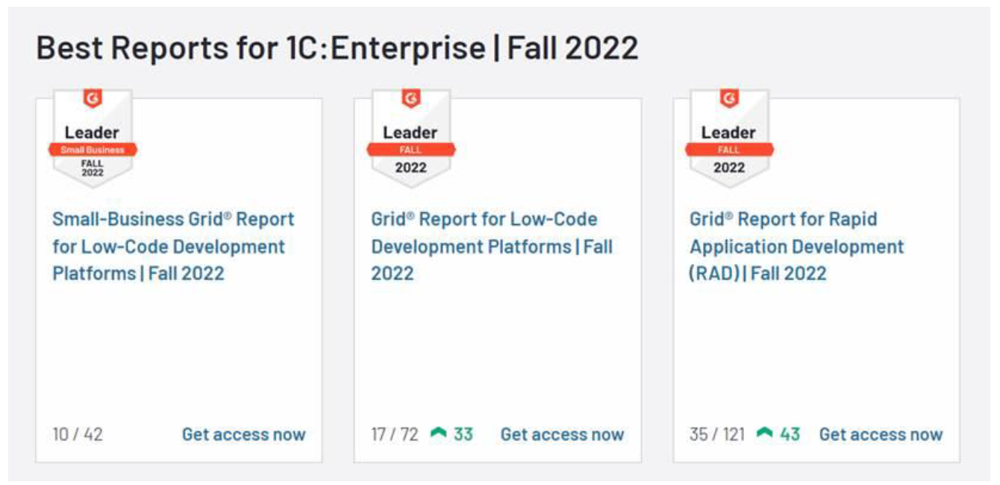 Best Reports for 1C:Enterprise | Fall 2022
Leader
Small Business
FALL
2022
Small-Business Grid® Report
for Low-Code Development
Platforms | Fall 2022
10 / 42
Get access now
Leader
FALL
2022
Grid® Report for Low-Code
Development Platforms | Fall
2022
17 / 72 33
Get access now
Leader
FALL
2022
Grid® Report for Rapid
Application Development
(RAD) | Fall 2022
35 / 121 43
Get access now